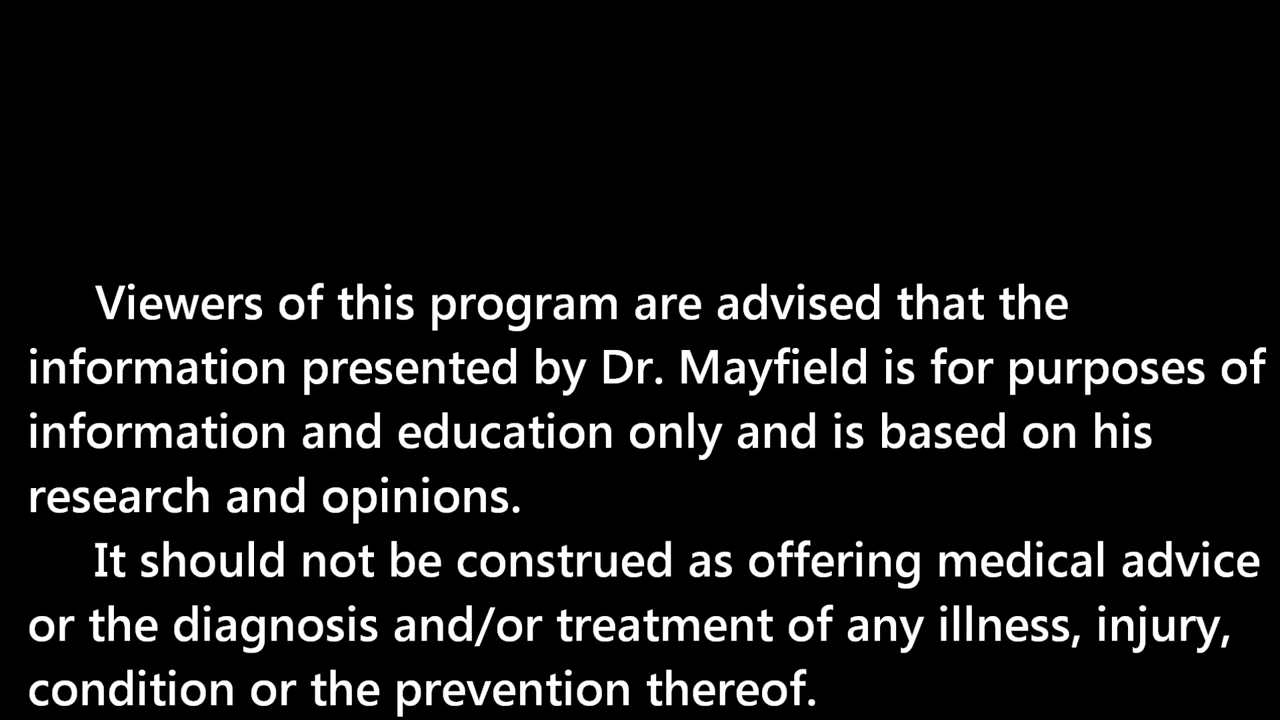 Viewers of this program are advised that the
information presented by Dr. Mayfield is for purposes of
information and education only and is based on his
research and opinions.
It should not be construed as offering medical advice
or the diagnosis and/or treatment of any illness, injury,
condition or the prevention thereof.